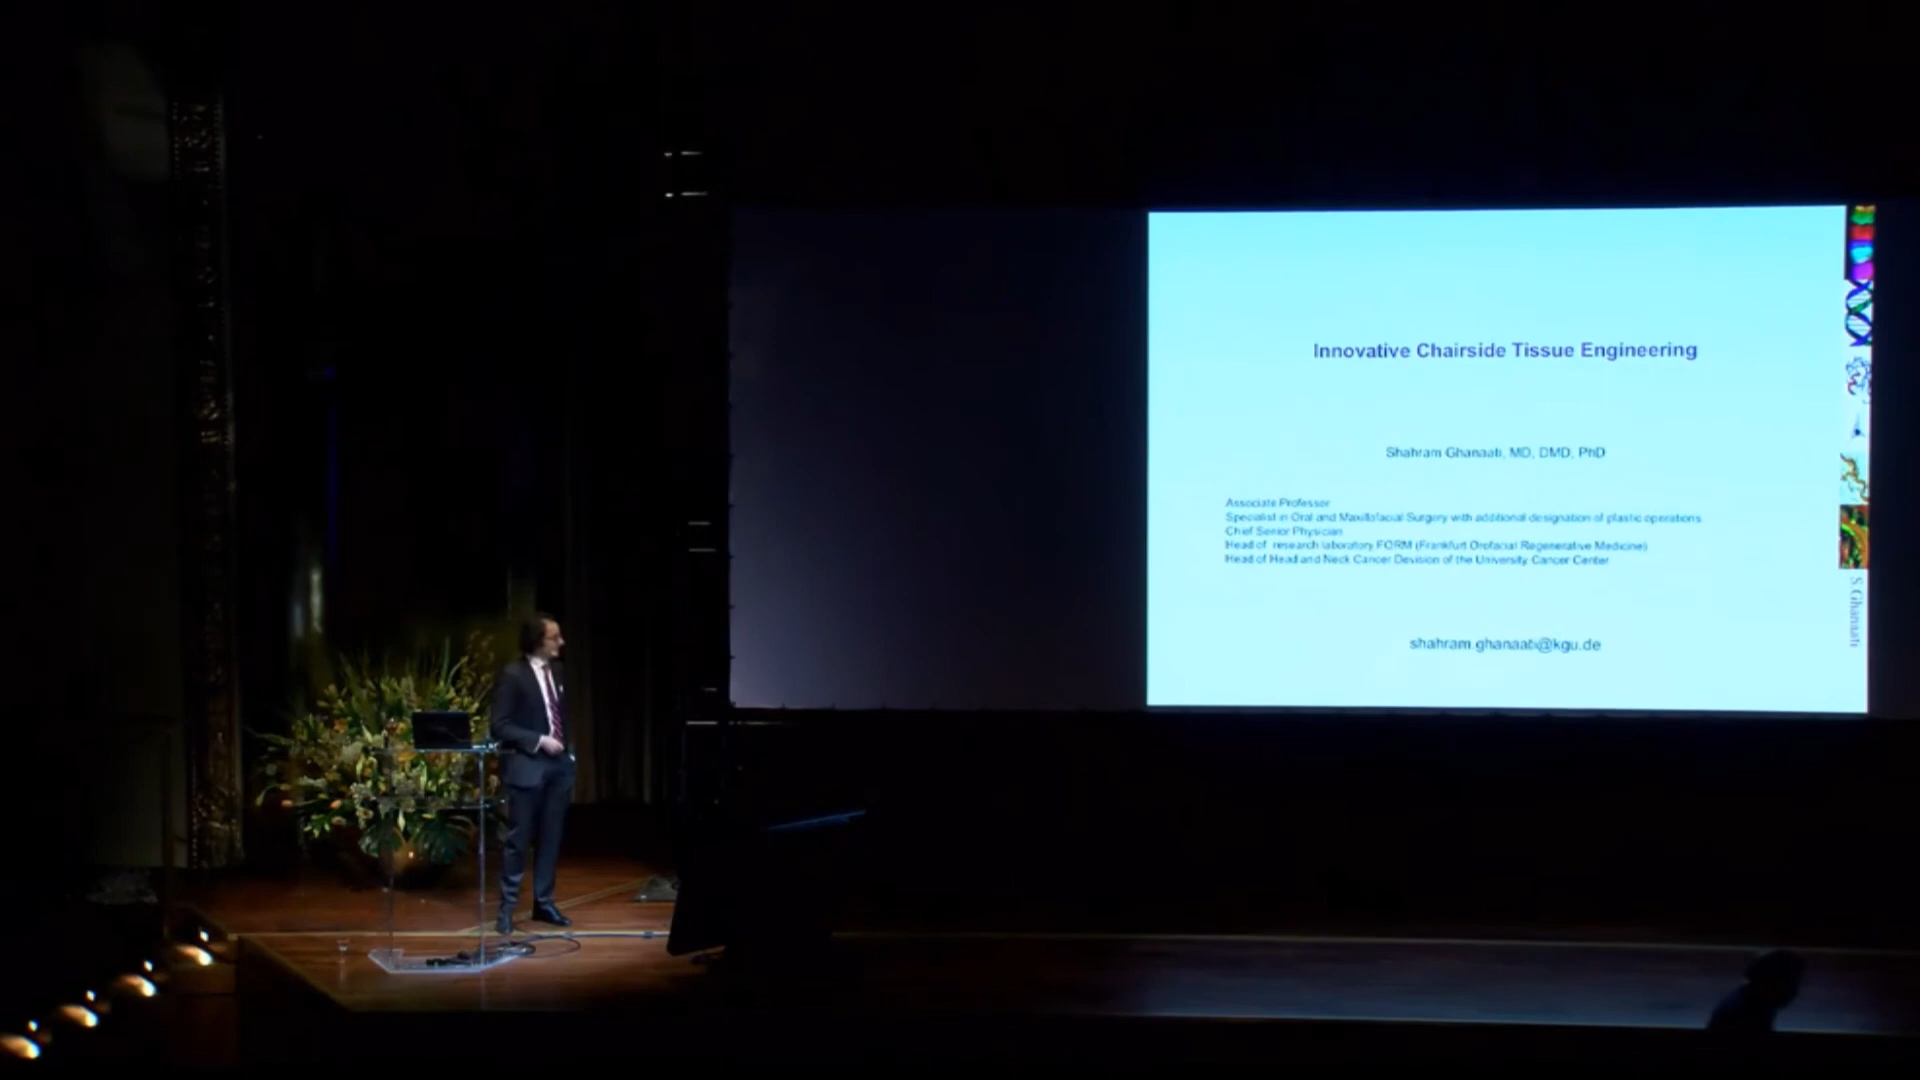 Innovative Chairside Tissue Engineering
Shahram Ghanaati, MD, DMD, PhD
Associate Professor
Specialist in Oral and Maxillofacial Surgery with additional designation of plastic operations
Chief Senior Physician
Head of research laboratory FORM (Frankfurt Orofacial Regenerative Medicine)
Head of Head and Neck Cancer Devision of the University Cancer Center
shahram.ghanaati@kgu.de
S. Ghanaati